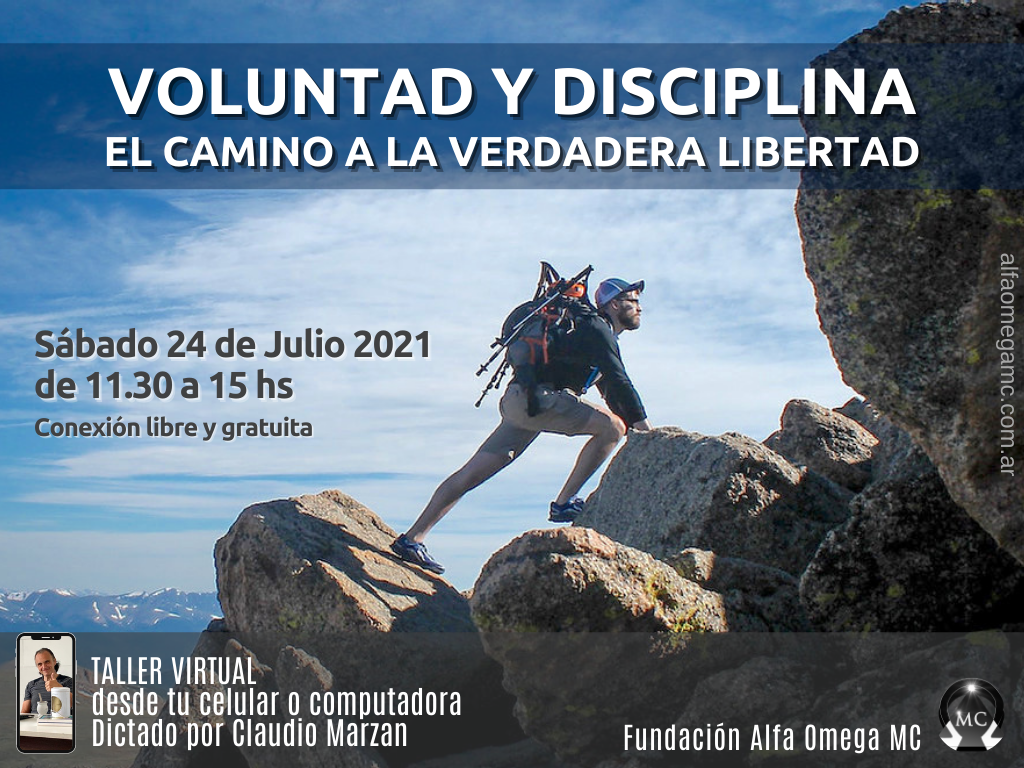 VOLUNTAD Y DISCIPLINA
EL CAMINO A LA VERDADERA LIBERTAD
Sábado 24 de Julio 2021
de 11.30 a 15 hs
Conexión libre y gratuita
alfaomegamc.com.ar
TALLER VIRTUAL
desde tu celular o computadora
Dictado por Claudio Marzan
Fundación Alfa Omega MC
MC